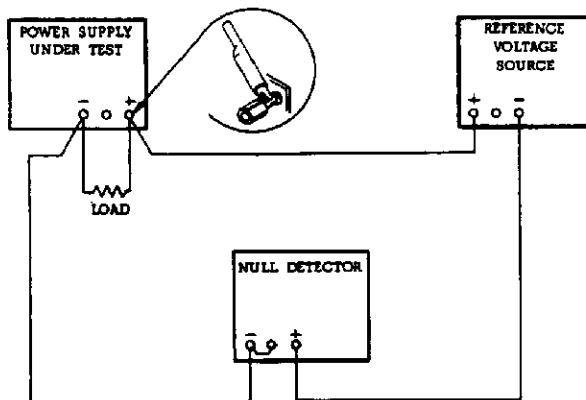 POWER SUPPLY
UNDER TEST
- +
LOAD
REFERENCE
VOLTAGE
SOURCE
+ -
NULL DETECTOR
- +